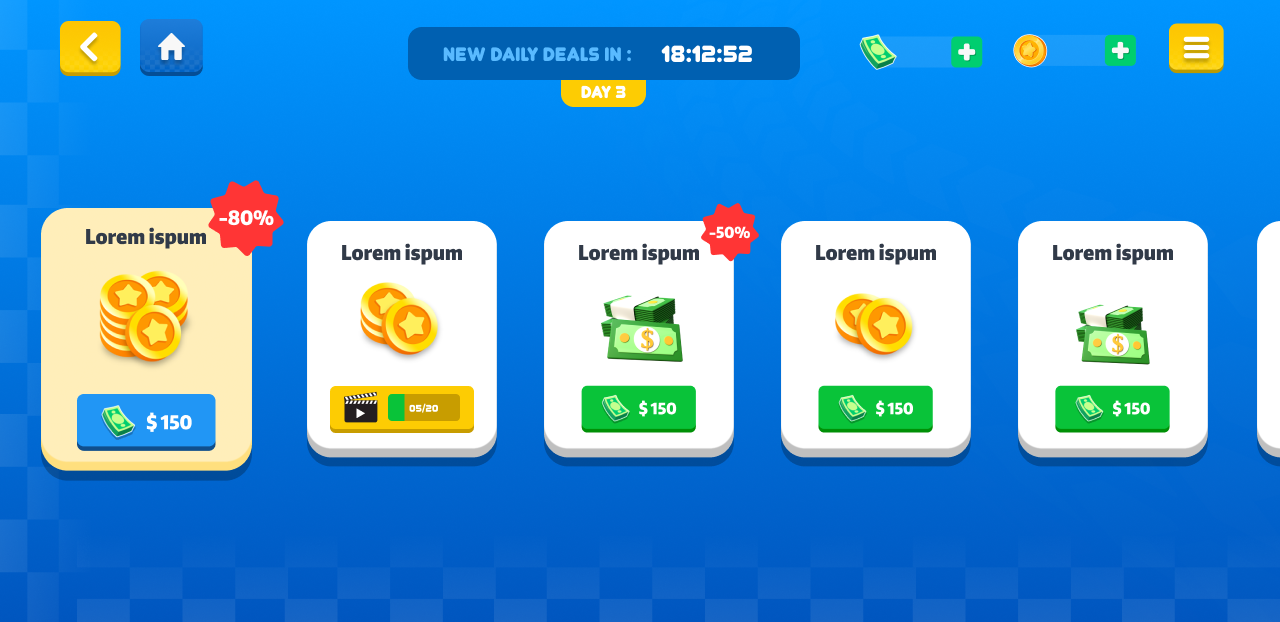 NEW DAILY DEALS IN : 18:12:52
DAY 3
-80%
Lorem ispum
$ 150
Lorem ispum
05/20
-50%
Lorem ispum
$ 150
Lorem ispum
$ 150
Lorem ispum
$ 150